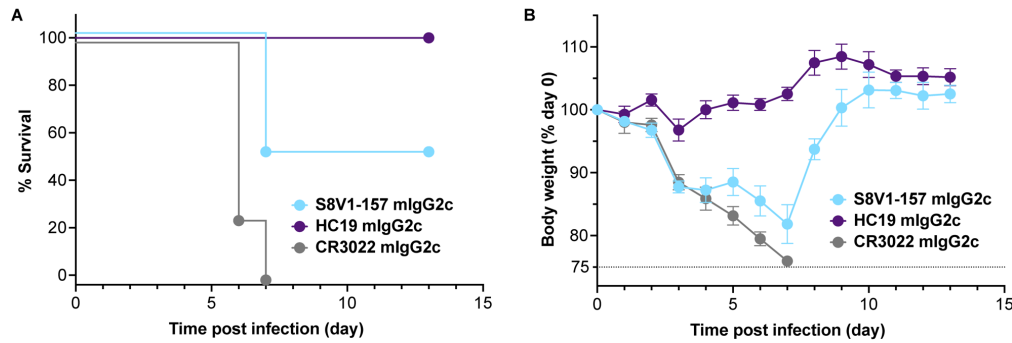 A
% Survival
100
80
60
40
20
0
S8V1-157 mIgG2c
HC19 mIgG2c
CR3022 mIgG2c
0
5
10
15
Time post infection (day)
B
Body weight (% day 0)
110
100
90
80
75
S8V1-157 mIgG2c
HC19 mIgG2c
CR3022 mIgG2c
0
5
10
15
Time post infection (day)